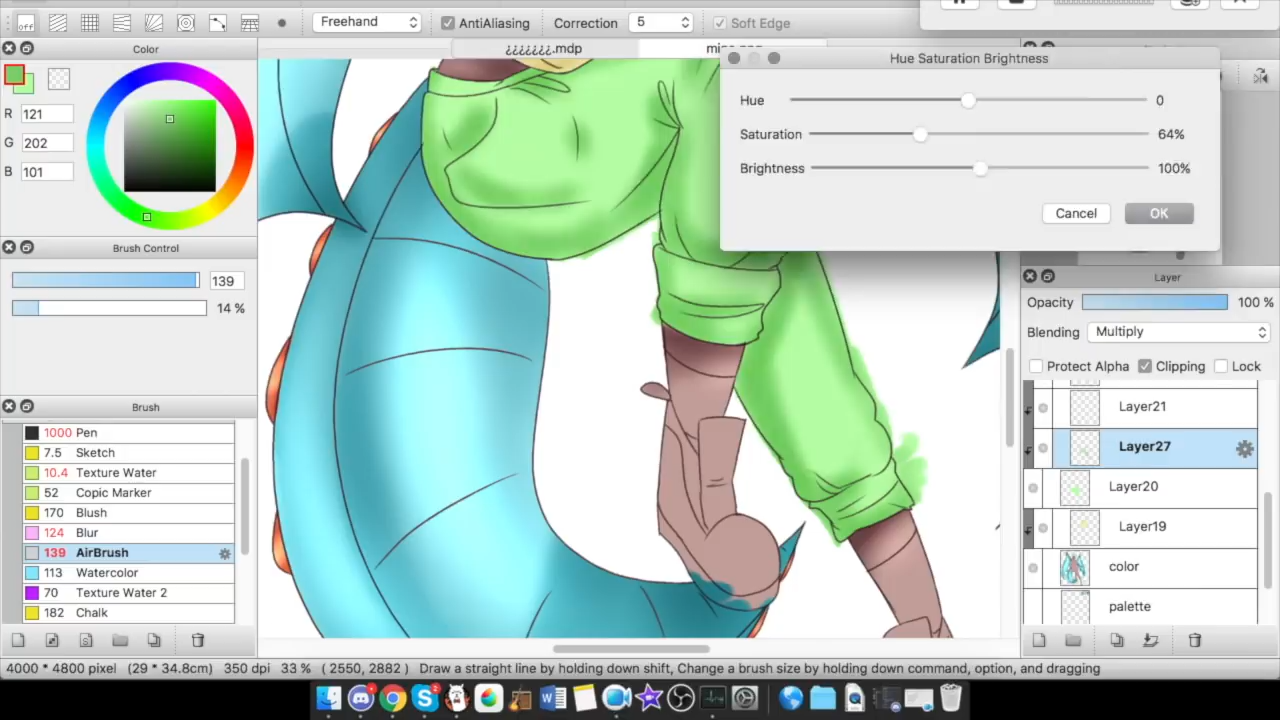 off
Freehand
AntiAliasing
Correction
5
Soft Edge
Color
¿¿¿¿¿¿¿.mdp
Hue Saturation Brightness
R 121
G 202
B 101
Hue 0
Saturation 64%
Brightness 100%
Cancel
OK
Brush Control
139
14 %
Layer
Opacity 100 %
Blending Multiply
Protect Alpha
Clipping
Lock
Brush
1000 Pen
7.5 Sketch
10.4 Texture Water
52 Copic Marker
170 Blush
124 Blur
139 AirBrush
113 Watercolor
70 Texture Water 2
182 Chalk
Layer21
Layer27
Layer20
Layer19
color
palette
4000 * 4800 pixel (29 * 34.8cm) 350 dpi 33 % ( 2550, 2882 ) Draw a straight line by holding down shift, Change a brush size by holding down command, option, and dragging